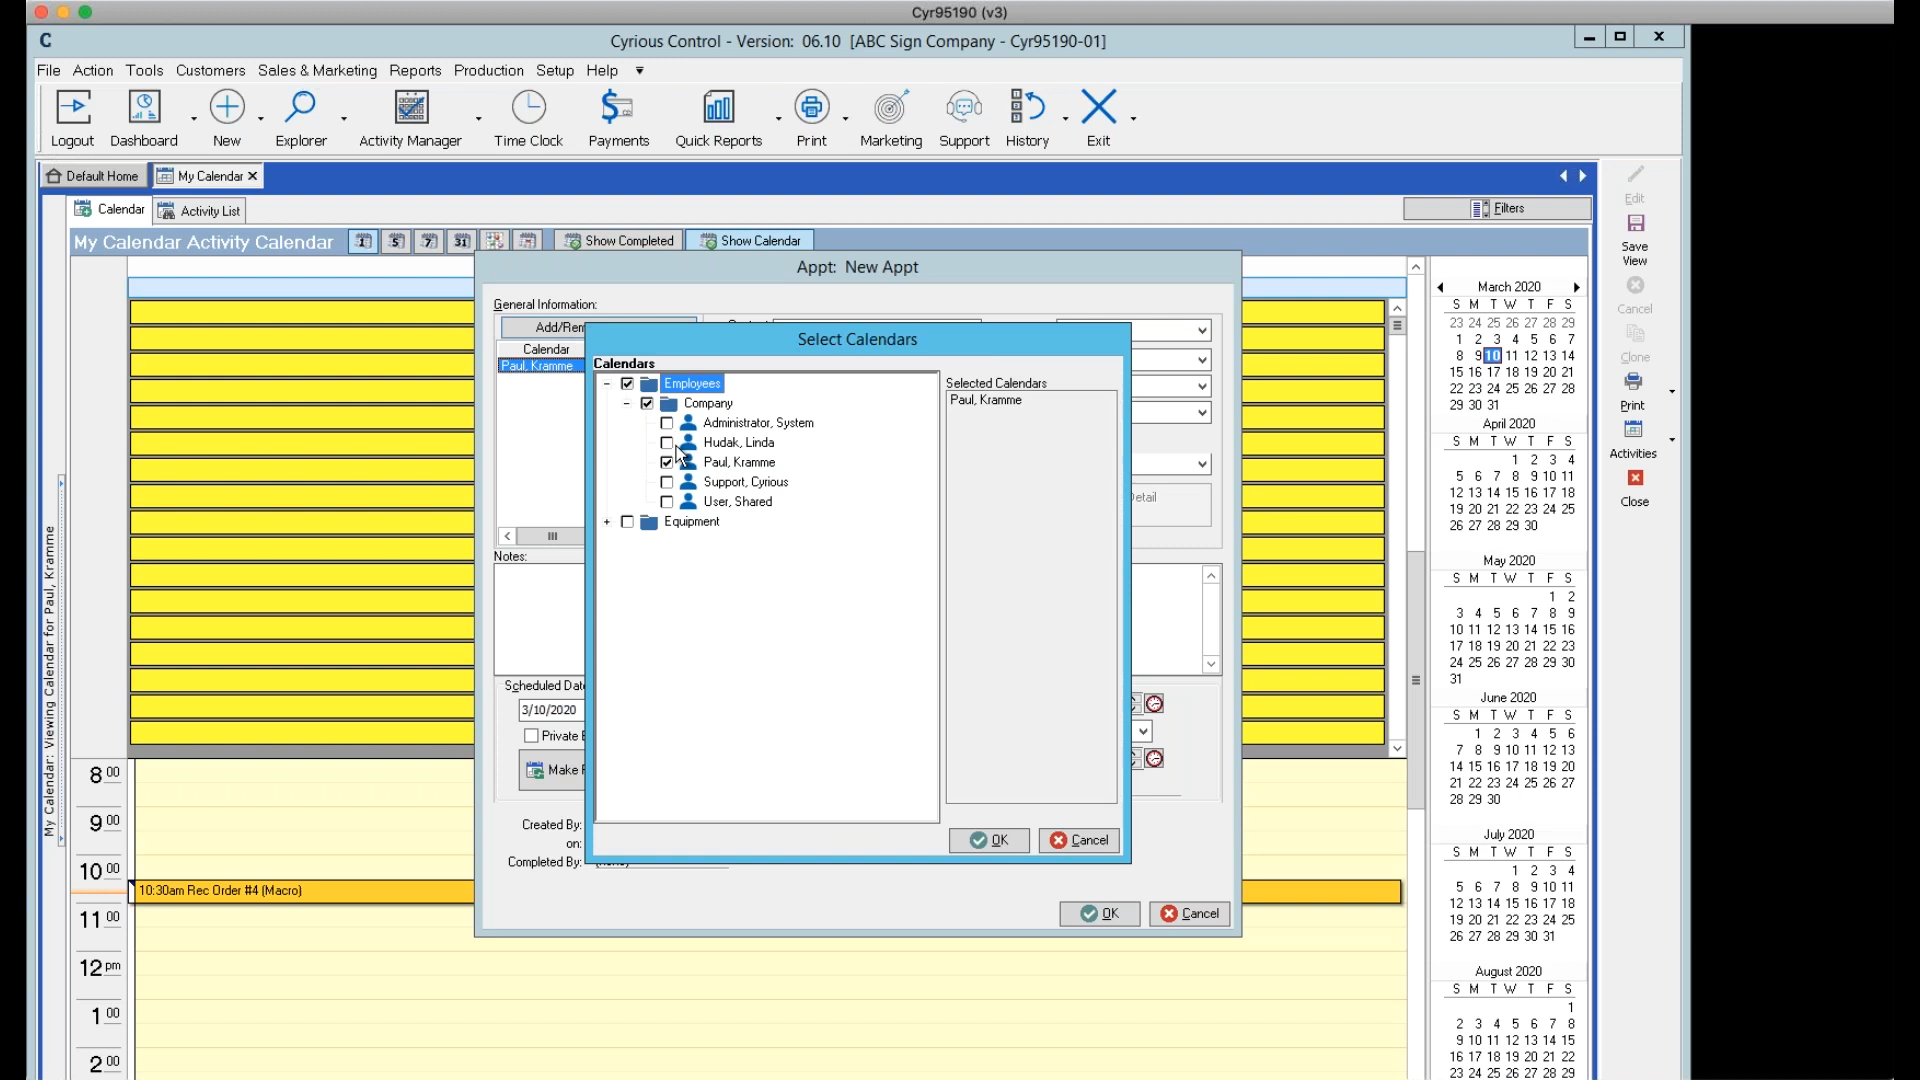 Cyr95190 (v3)
C
Cyrious Control - Version: 06.10 [ABC Sign Company - Cyr95190-01]
File Action Tools Customers Sales & Marketing Reports Production Setup Help
Logout Dashboard New Explorer Activity Manager Time Clock Payments Quick Reports Print Marketing Support History Exit
Default Home My Calendar
Edit
Calendar Activity List Filters
My Calendar Activity Calendar 1 5 7 31 Show Completed Show Calendar
Save
View
Cancel
Clone
Print
Activities
Close
Appt: New Appt
General Information:
Add/Rem
Calendar
Paul, Kramme
Select Calendars
Calendars
Employees
Company
Administrator, System
Hudak, Linda
Paul, Kramme
Support, Cyrious
User, Shared
Equipment
Selected Calendars
Paul, Kramme
OK Cancel
Detail
Notes:
Scheduled Date
3/10/2020
Private E
Make R
Created By:
on:
Completed By:
OK Cancel
My Calendar: Viewing Calendar for Paul, Kramme
8 00
9 00
10 00
10:30am Rec Order #4 (Macro)
11 00
12 pm
1 00
2 00
March 2020
S M T W T F S
23 24 25 26 27 28 29
1 2 3 4 5 6 7
8 9 10 11 12 13 14
15 16 17 18 19 20 21
22 23 24 25 26 27 28
29 30 31
April 2020
S M T W T F S
1 2 3 4
5 6 7 8 9 10 11
12 13 14 15 16 17 18
19 20 21 22 23 24 25
26 27 28 29 30
May 2020
S M T W T F S
1 2
3 4 5 6 7 8 9
10 11 12 13 14 15 16
17 18 19 20 21 22 23
24 25 26 27 28 29 30
31
June 2020
S M T W T F S
1 2 3 4 5 6
7 8 9 10 11 12 13
14 15 16 17 18 19 20
21 22 23 24 25 26 27
28 29 30
July 2020
S M T W T F S
1 2 3 4
5 6 7 8 9 10 11
12 13 14 15 16 17 18
19 20 21 22 23 24 25
26 27 28 29 30 31
August 2020
S M T W T F S
1
2 3 4 5 6 7 8
9 10 11 12 13 14 15
16 17 18 19 20 21 22
23 24 25 26 27 28 29